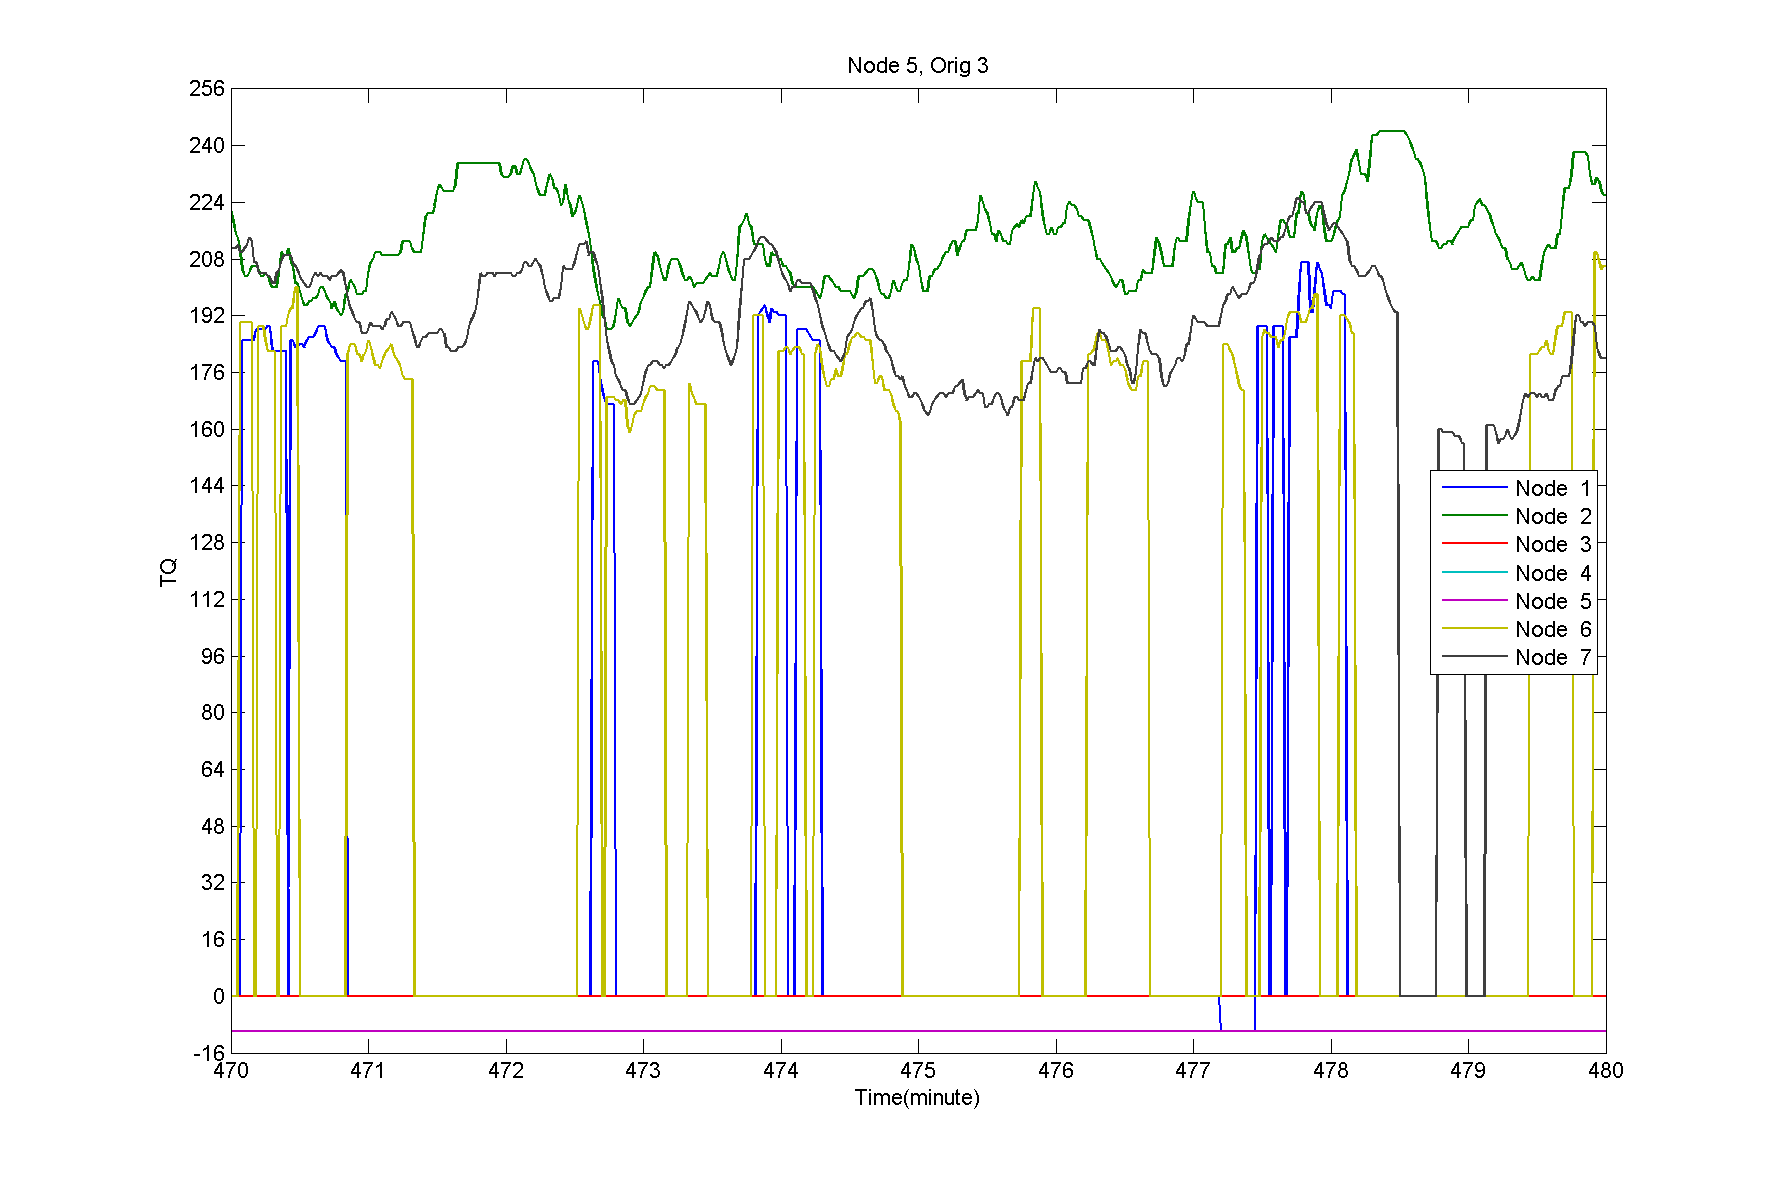 Node 5, Orig 3
256
240
224
208
192
176
160
144
128
112
96
80
64
48
32
16
0
-16
TQ
Node 1
Node 2
Node 3
Node 4
Node 5
Node 6
Node 7
470 471 472 473 474 475 476 477 478 479 480
Time(minute)